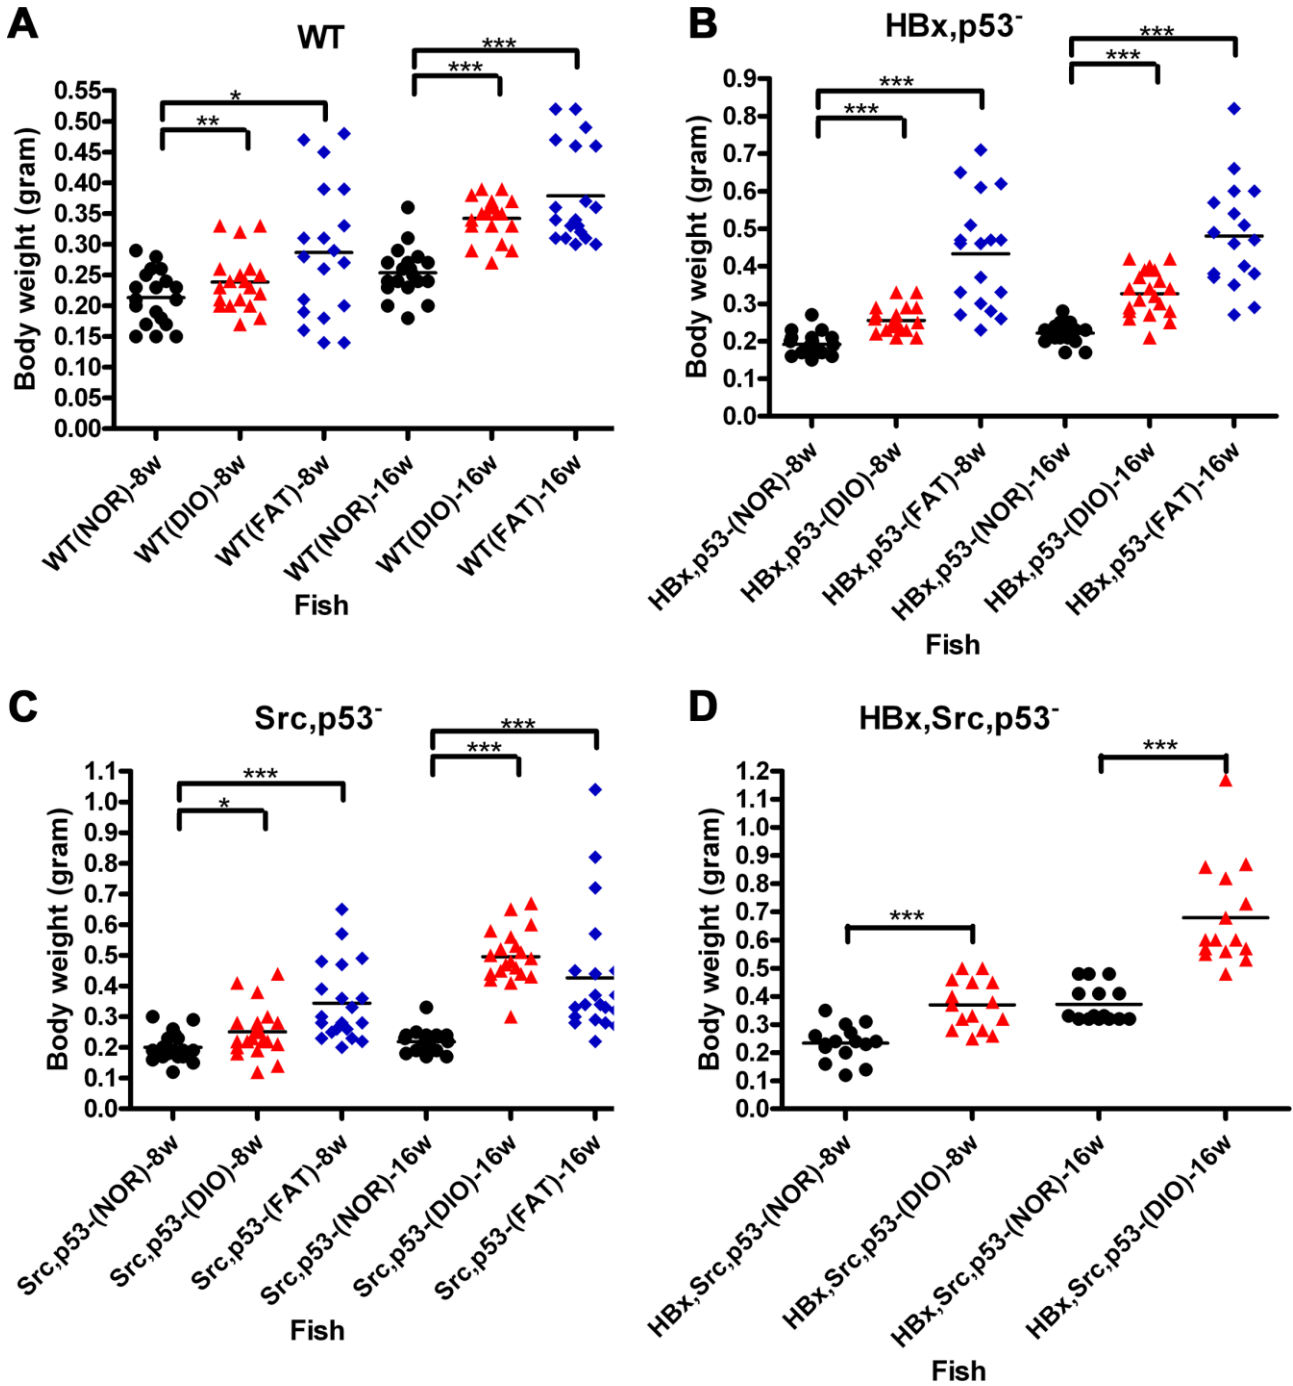 A
WT
***
***
*
**
0.55
0.50
0.45
0.40
0.35
0.30
0.25
0.20
0.15
0.10
0.05
0.00
Body weight (gram)
WT(NOR)-8w
WT(DIO)-8w
WT(FAT)-8w
WT(NOR)-16w
WT(DIO)-16w
WT(FAT)-16w
Fish
B
HBx,p53-
***
***
***
***
0.9
0.8
0.7
0.6
0.5
0.4
0.3
0.2
0.1
0.0
Body weight (gram)
HBx,p53-(NOR)-8w
HBx,p53-(DIO)-8w
HBx,p53-(FAT)-8w
HBx,p53-(NOR)-16w
HBx,p53-(DIO)-16w
HBx,p53-(FAT)-16w
Fish
C
Src,p53-
***
***
***
*
1.1
1.0
0.9
0.8
0.7
0.6
0.5
0.4
0.3
0.2
0.1
0.0
Body weight (gram)
Src,p53-(NOR)-8w
Src,p53-(DIO)-8w
Src,p53-(FAT)-8w
Src,p53-(NOR)-16w
Src,p53-(DIO)-16w
Src,p53-(FAT)-16w
Fish
D
HBx,Src,p53-
***
***
1.2
1.1
1.0
0.9
0.8
0.7
0.6
0.5
0.4
0.3
0.2
0.1
0.0
Body weight (gram)
HBx,Src,p53-(NOR)-8w
HBx,Src,p53-(DIO)-8w
HBx,Src,p53-(NOR)-16w
HBx,Src,p53-(DIO)-16w
Fish